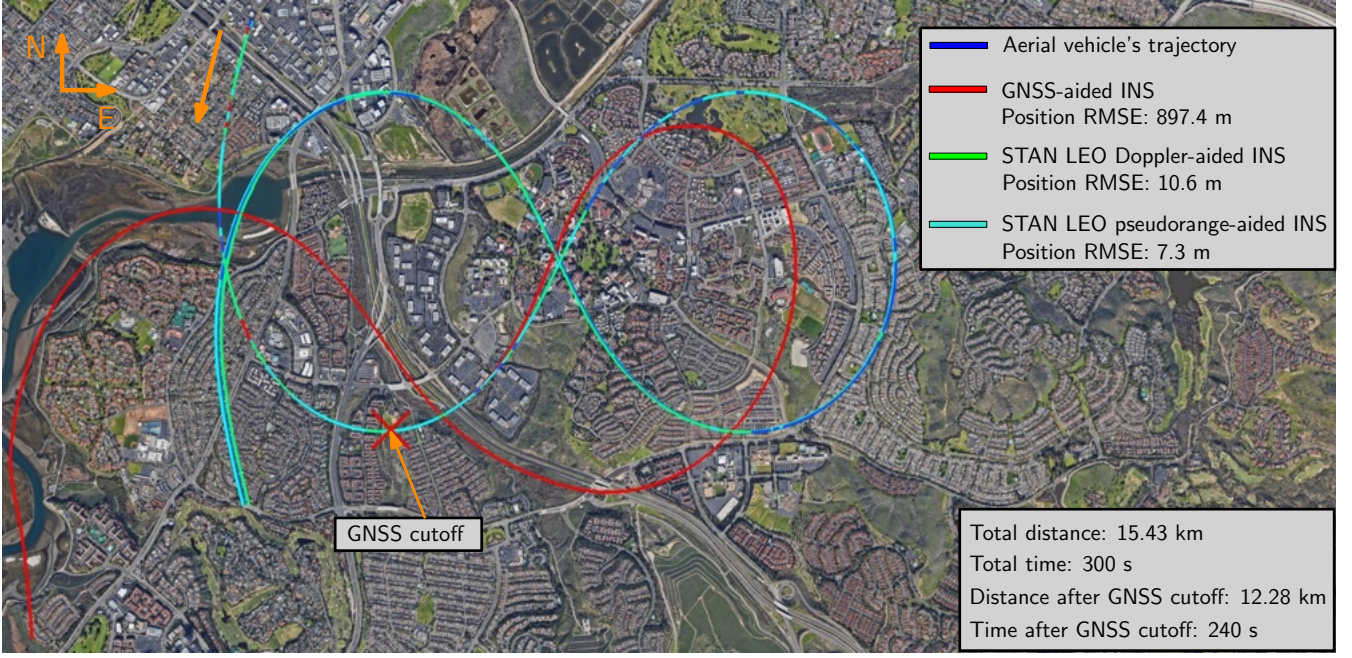 N
E
Aerial vehicle's trajectory
GNSS-aided INS
Position RMSE: 897.4 m
STAN LEO Doppler-aided INS
Position RMSE: 10.6 m
STAN LEO pseudorange-aided INS
Position RMSE: 7.3 m
GNSS cutoff
Total distance: 15.43 km
Total time: 300 s
Distance after GNSS cutoff: 12.28 km
Time after GNSS cutoff: 240 s